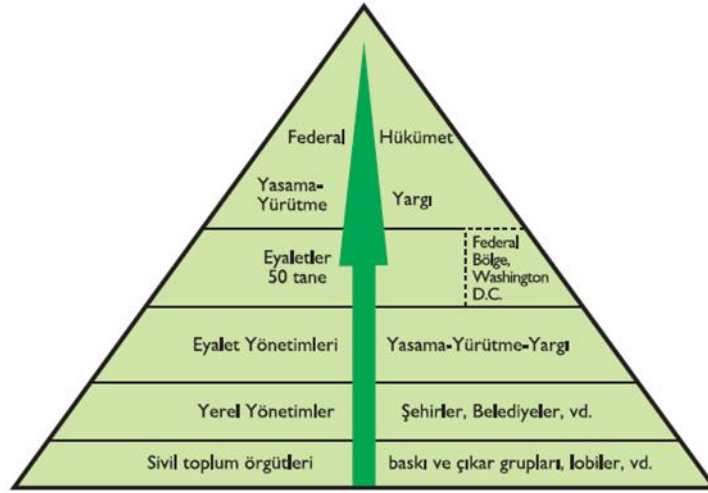 Federal Hükümet
Yasama-
Yürütme
Yargı
Eyaletler
50 tane
Federal
Bölge,
Washington
D.C.
Eyalet Yönetimleri
Yasama-Yürütme-Yargı
Yerel Yönetimler
Şehirler, Belediyeler, vd.
Sivil toplum örgütleri
baskı ve çıkar grupları, lobiler, vd.